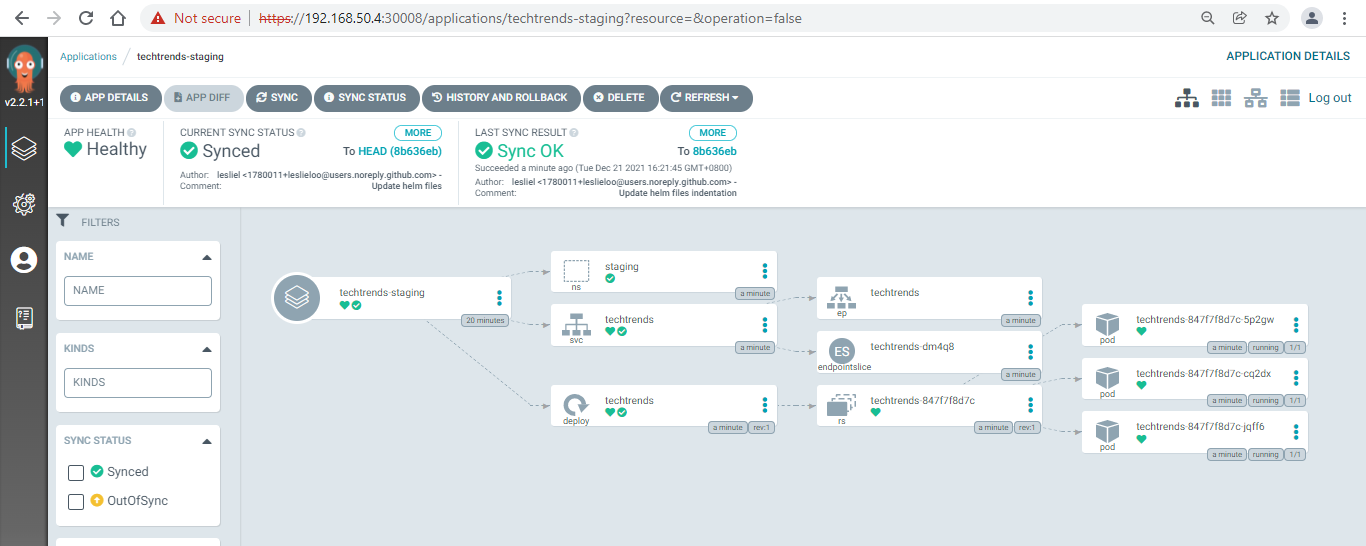 Not secure | https://192.168.50.4:30008/applications/techtrends-staging?resource=&operation=false
v2.2.1+1
Applications / techtrends-staging
APPLICATION DETAILS
APP DETAILS
APP DIFF
SYNC
SYNC STATUS
HISTORY AND ROLLBACK
DELETE
REFRESH
Log out
APP HEALTH
Healthy
CURRENT SYNC STATUS
MORE
Synced
To HEAD (8b636eb)
Author: lesliel <1780011+leslieloo@users.noreply.github.com> -
Comment: Update helm files
LAST SYNC RESULT
MORE
Sync OK
To 8b636eb
Succeeded a minute ago (Tue Dec 21 2021 16:21:45 GMT+0800)
Author: lesliel <1780011+leslieloo@users.noreply.github.com> -
Comment: Update helm files indentation
FILTERS
NAME
NAME
KINDS
KINDS
SYNC STATUS
Synced
OutOfSync
techtrends-staging
20 minutes
staging
ns
a minute
techtrends
svc
a minute
techtrends
deploy
a minute
rev:1
techtrends
ep
a minute
ES
techtrends-dm4q8
endpointslice
a minute
techtrends-847f7f8d7c
rs
a minute
rev:1
techtrends-847f7f8d7c-5p2gw
pod
a minute
running
1/1
techtrends-847f7f8d7c-cq2dx
pod
a minute
running
1/1
techtrends-847f7f8d7c-jqff6
pod
a minute
running
1/1